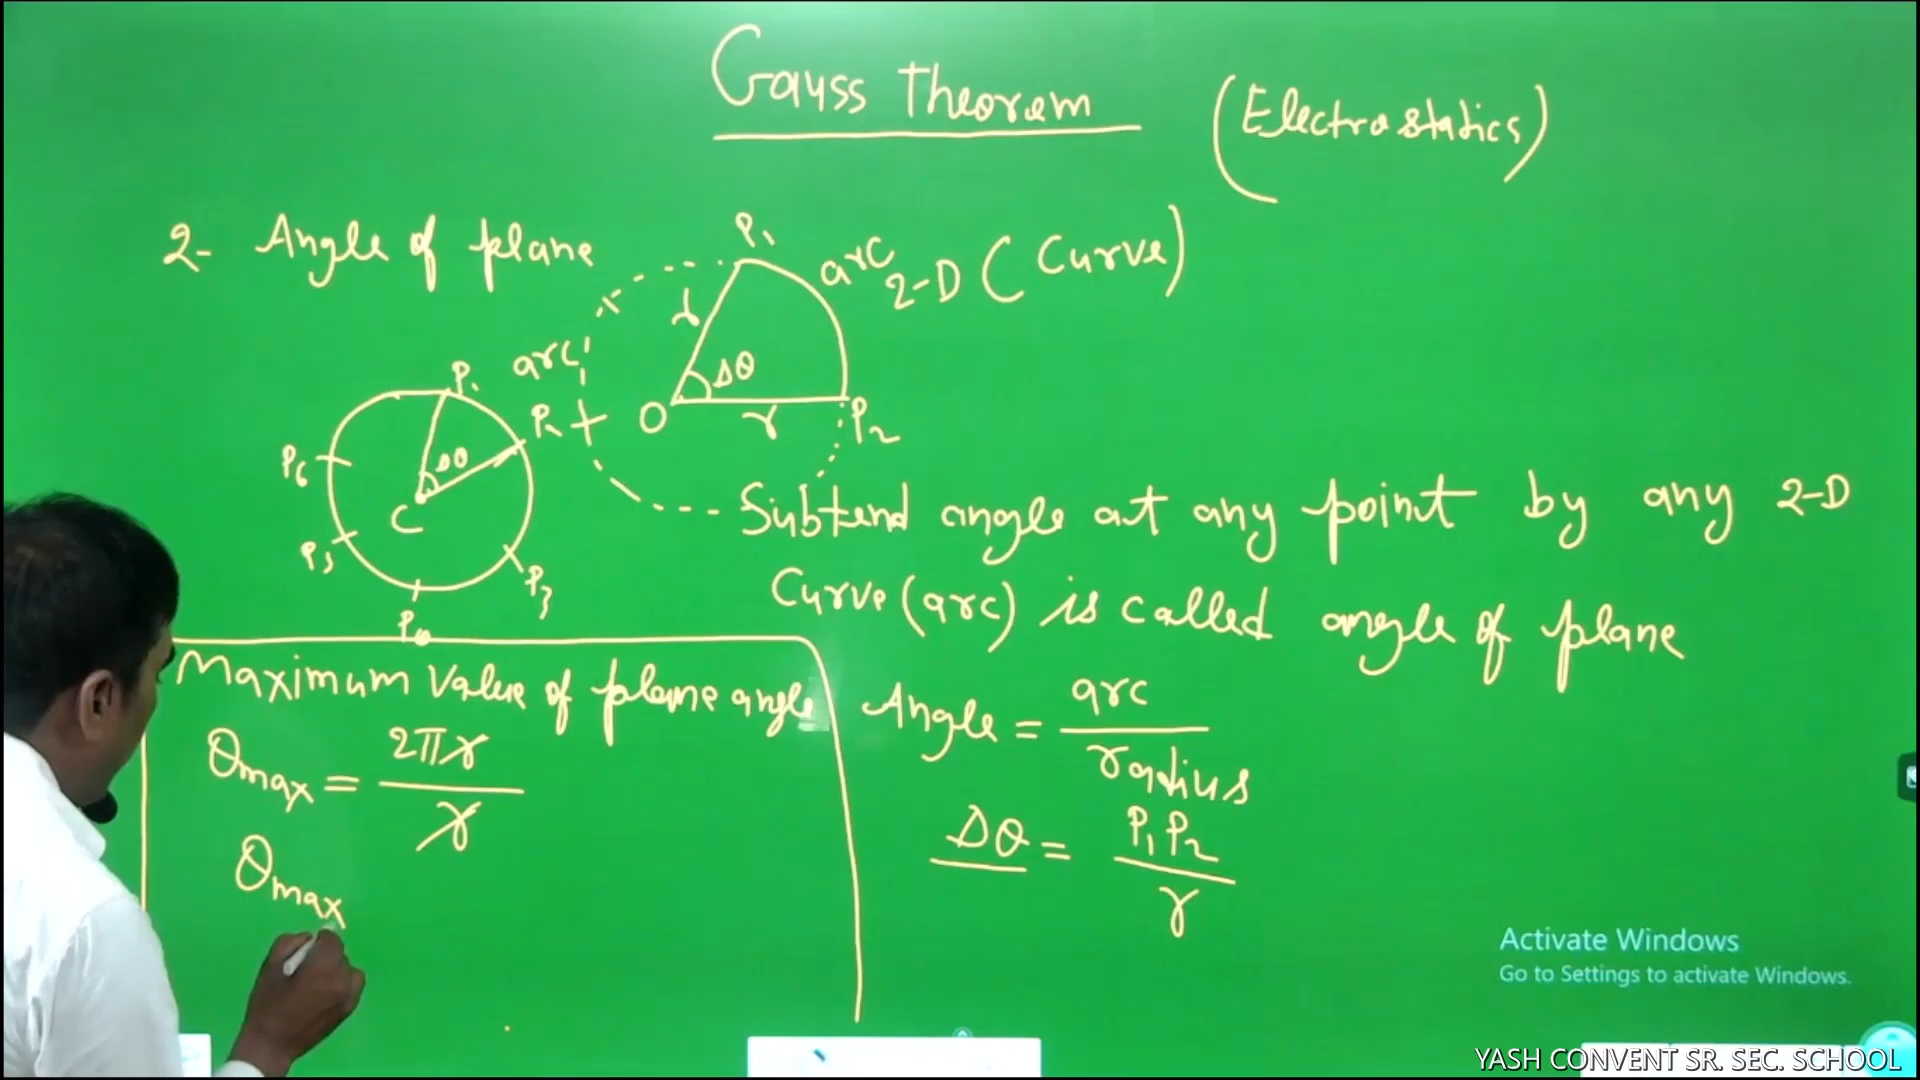 Gauss Theorem
(Electrostatics)
2- Angle of plane
2-D (Curve)
P1
arc
r
Δθ
O
r
P2
arc
P1
P2
Δθ
C
P6
P5
P4
P3
Subtend angle at any point by any 2-D
Curve (arc) is called angle of plane
Maximum Value of plane angle
θmax = 2πr / r
θmax
Angle = arc / radius
Δθ = P1P2 / r
Activate Windows
Go to Settings to activate Windows.
YASH CONVENT SR. SEC. SCHOOL